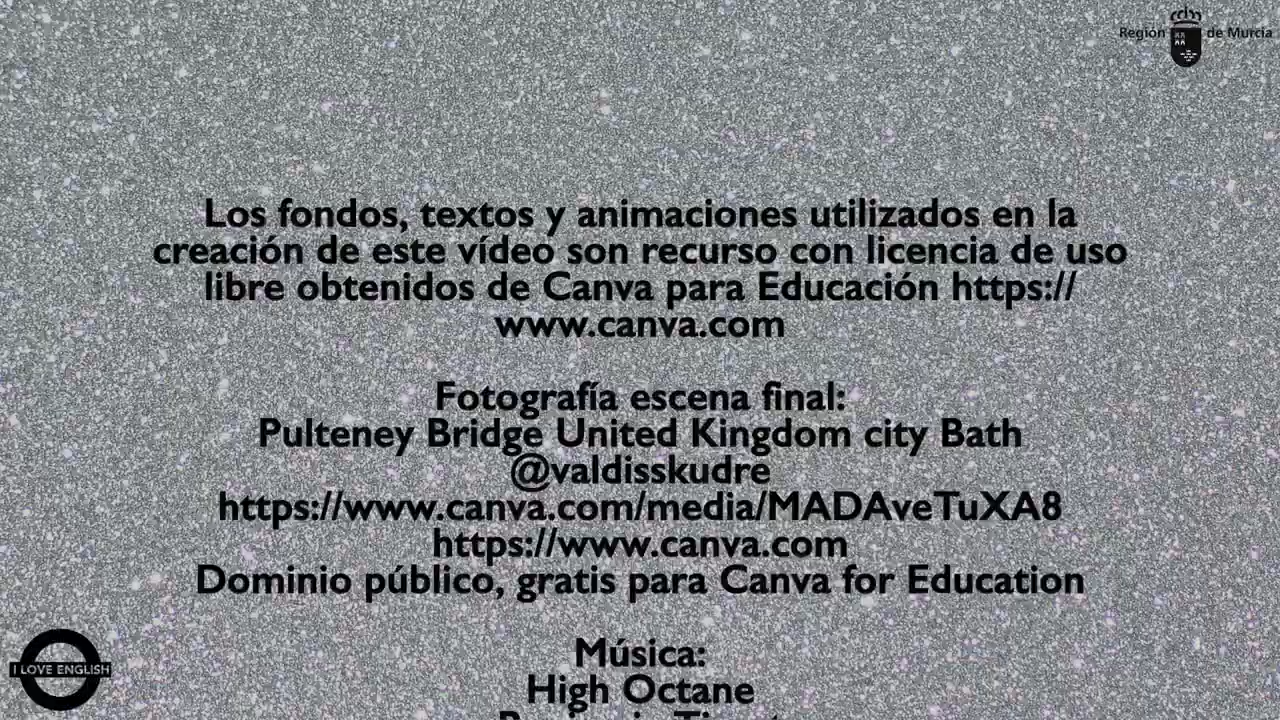 Región de Murcia
Los fondos, textos y animaciones utilizados en la
creación de este vídeo son recurso con licencia de uso
libre obtenidos de Canva para Educación https://
www.canva.com
Fotografía escena final:
Pulteney Bridge United Kingdom city Bath
@valdisskudre
https://www.canva.com/media/MADAveTuXA8
https://www.canva.com
Dominio público, gratis para Canva for Education
Música:
High Octane
I LOVE ENGLISH